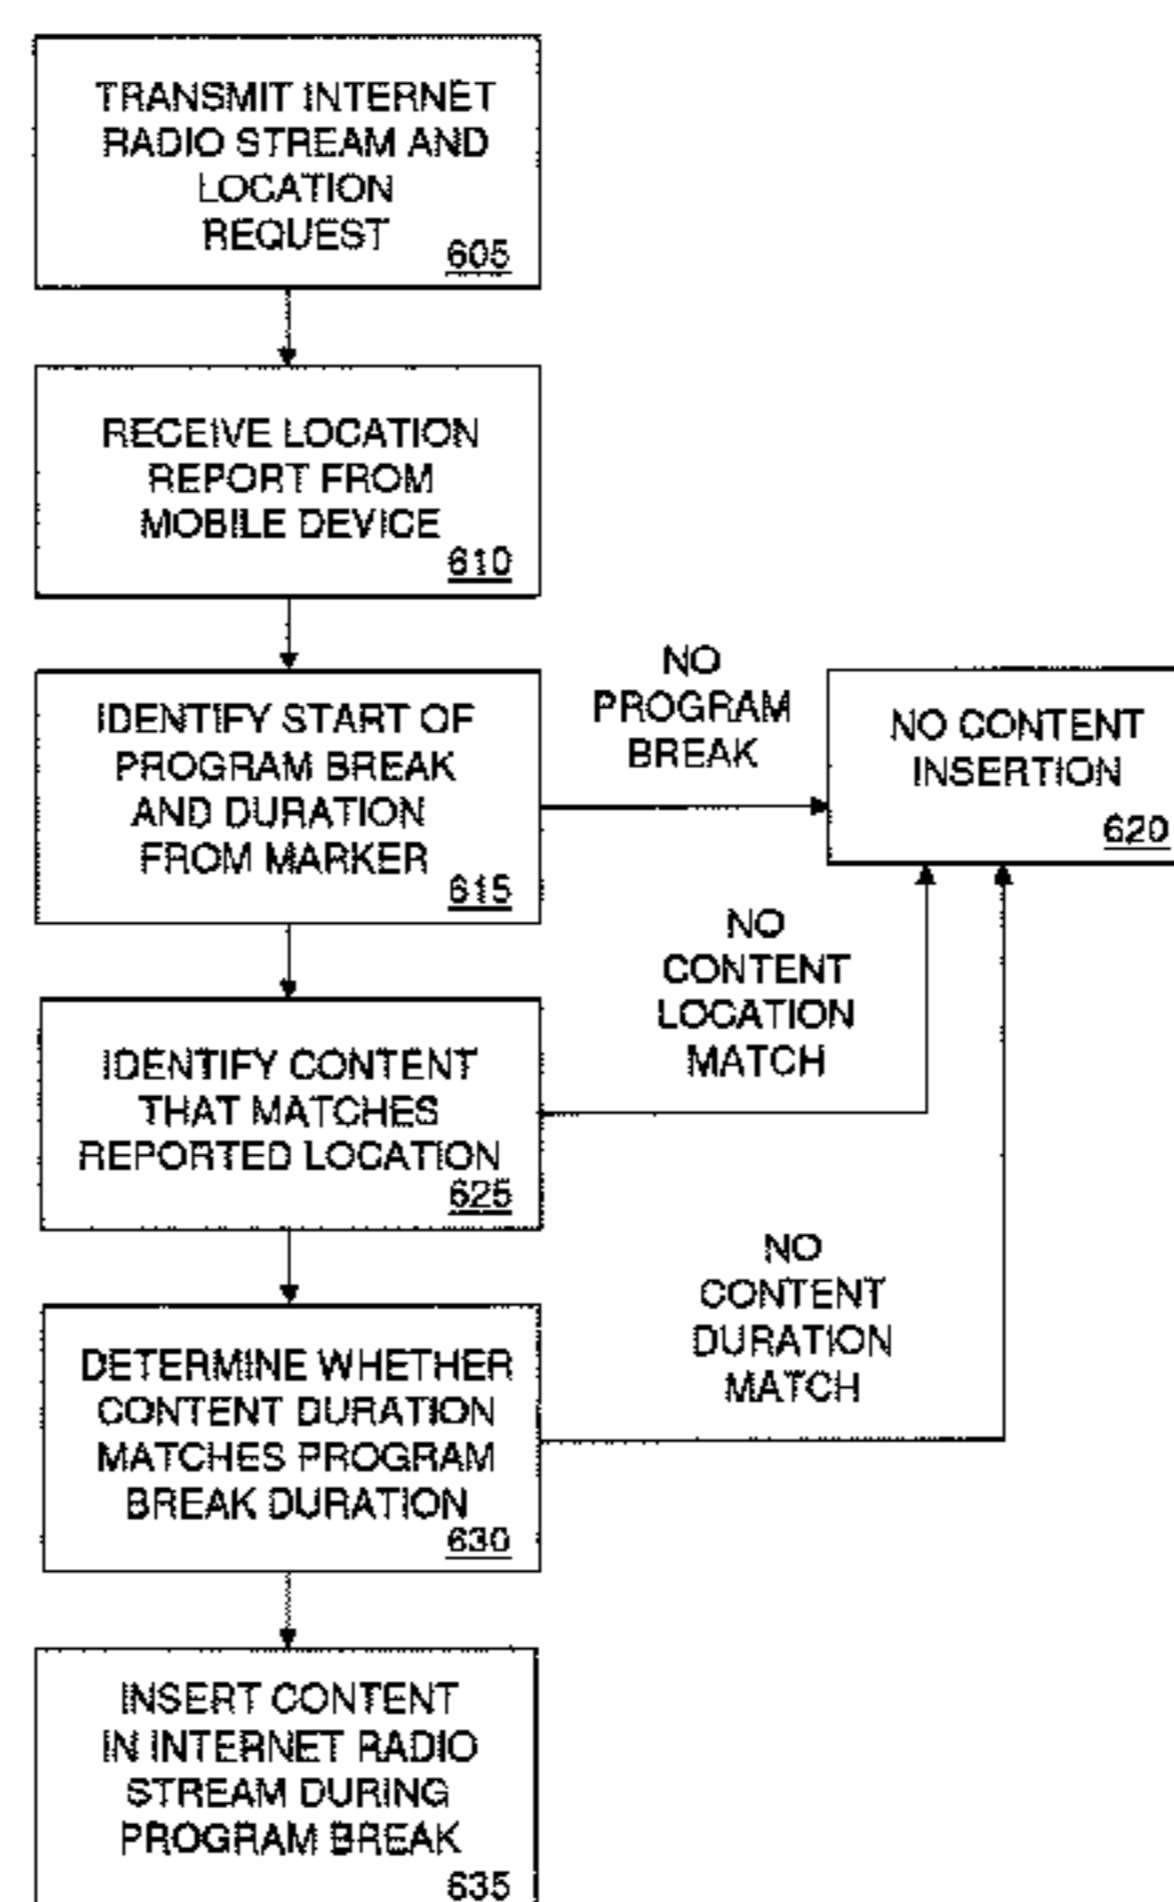 TRANSMIT INTERNET
RADIO STREAM AND
LOCATION
REQUEST
605
RECEIVE LOCATION
REPORT FROM
MOBILE DEVICE
610
IDENTIFY START OF
PROGRAM BREAK
AND DURATION
FROM MARKER
615
NO
PROGRAM
BREAK
NO CONTENT
INSERTION
620
IDENTIFY CONTENT
THAT MATCHES
REPORTED LOCATION
625
NO
CONTENT
LOCATION
MATCH
DETERMINE WHETHER
CONTENT DURATION
MATCHES PROGRAM
BREAK DURATION
630
NO
CONTENT
DURATION
MATCH
INSERT CONTENT
IN INTERNET RADIO
STREAM DURING
PROGRAM BREAK
635